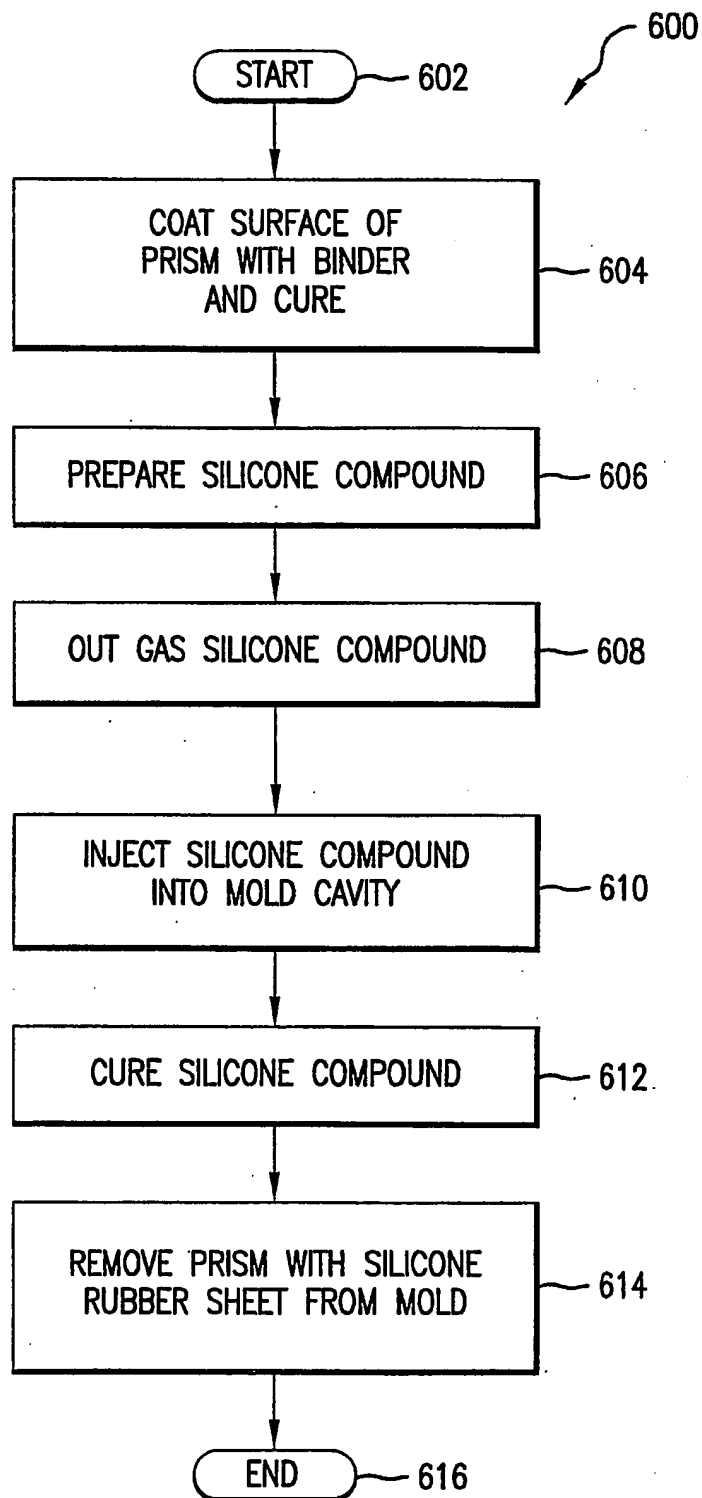 600
START
602
COAT SURFACE OF
PRISM WITH BINDER
AND CURE
604
PREPARE SILICONE COMPOUND
606
OUT GAS SILICONE COMPOUND
608
INJECT SILICONE COMPOUND
INTO MOLD CAVITY
610
CURE SILICONE COMPOUND
612
REMOVE PRISM WITH SILICONE
RUBBER SHEET FROM MOLD
614
END
616